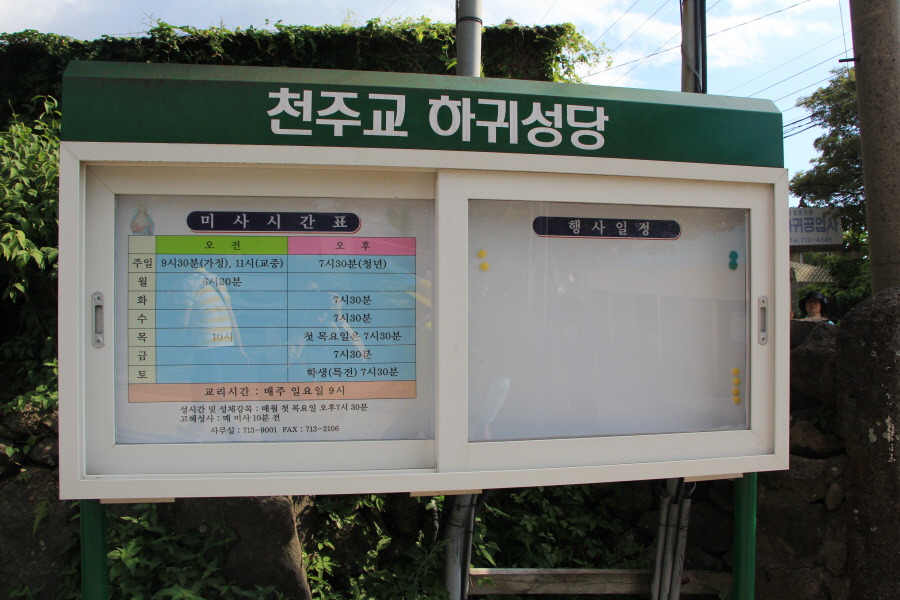 천주교 하귀성당
미사시간표
오전 오후
주일 9시30분(가정), 11시(교중) 7시30분(청년)
월 6시30분
화 7시30분
수 7시30분
목 10시 첫 목요일은 7시30분
금 7시30분
토 학생(특전) 7시30분
교리시간 : 매주 일요일 9시
성시간 및 성체강복 : 매월 첫 목요일 오후7시 30분
고해성사 : 매 미사 10분 전
사무실 : 713-9001 FAX : 713-2106
행사일정
귀공업사